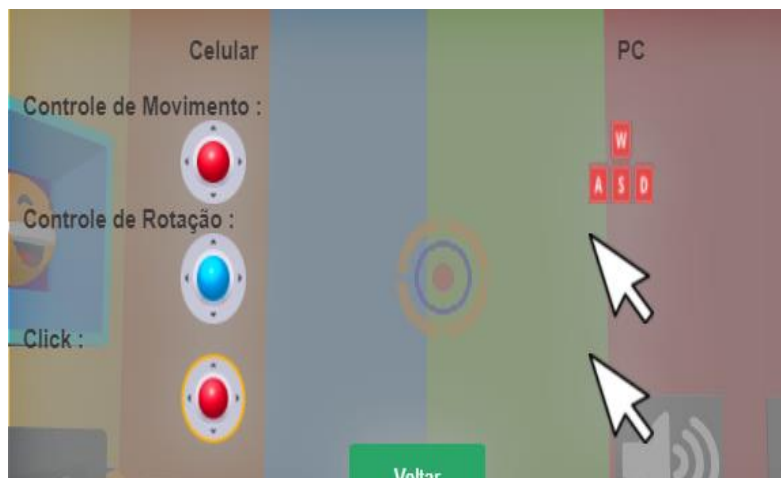 Celular PC
Controle de Movimento :
W
A S D
Controle de Rotação :
Click :
Voltar